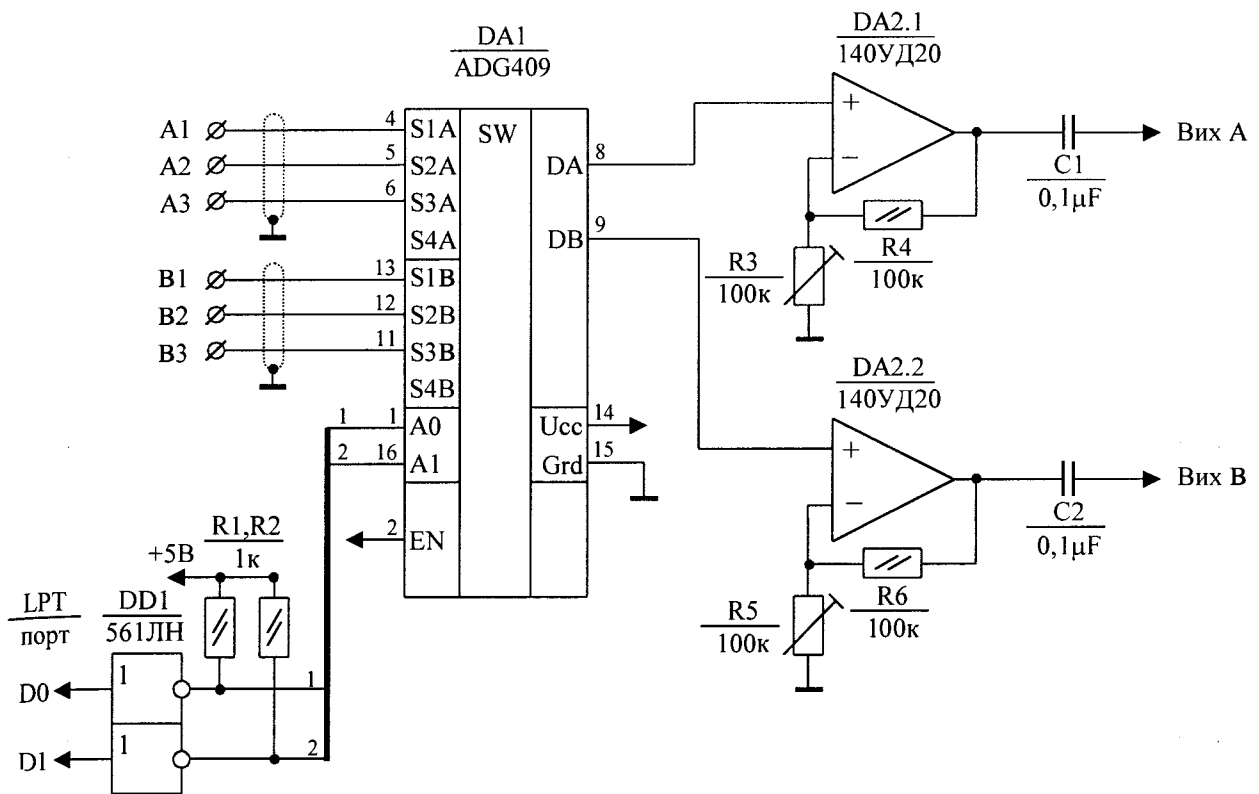 DA1
ADG409
DA2.1
140УД20
A1 4 S1A SW
A2 5 S2A DA 8
A3 6 S3A
S4A DB 9
+
−
Вих A
C1
0,1μF
R4
100к
R3
100к
B1 13 S1B
B2 12 S2B
B3 11 S3B
S4B
DA2.2
140УД20
1 1 A0 Ucc 14
2 16 A1 Grd 15
2 EN
+
−
Вих B
C2
0,1μF
R6
100к
R5
100к
R1,R2
1к
+5В
LPT
порт
DD1
561ЛН
D0 1 1
D1 1 2